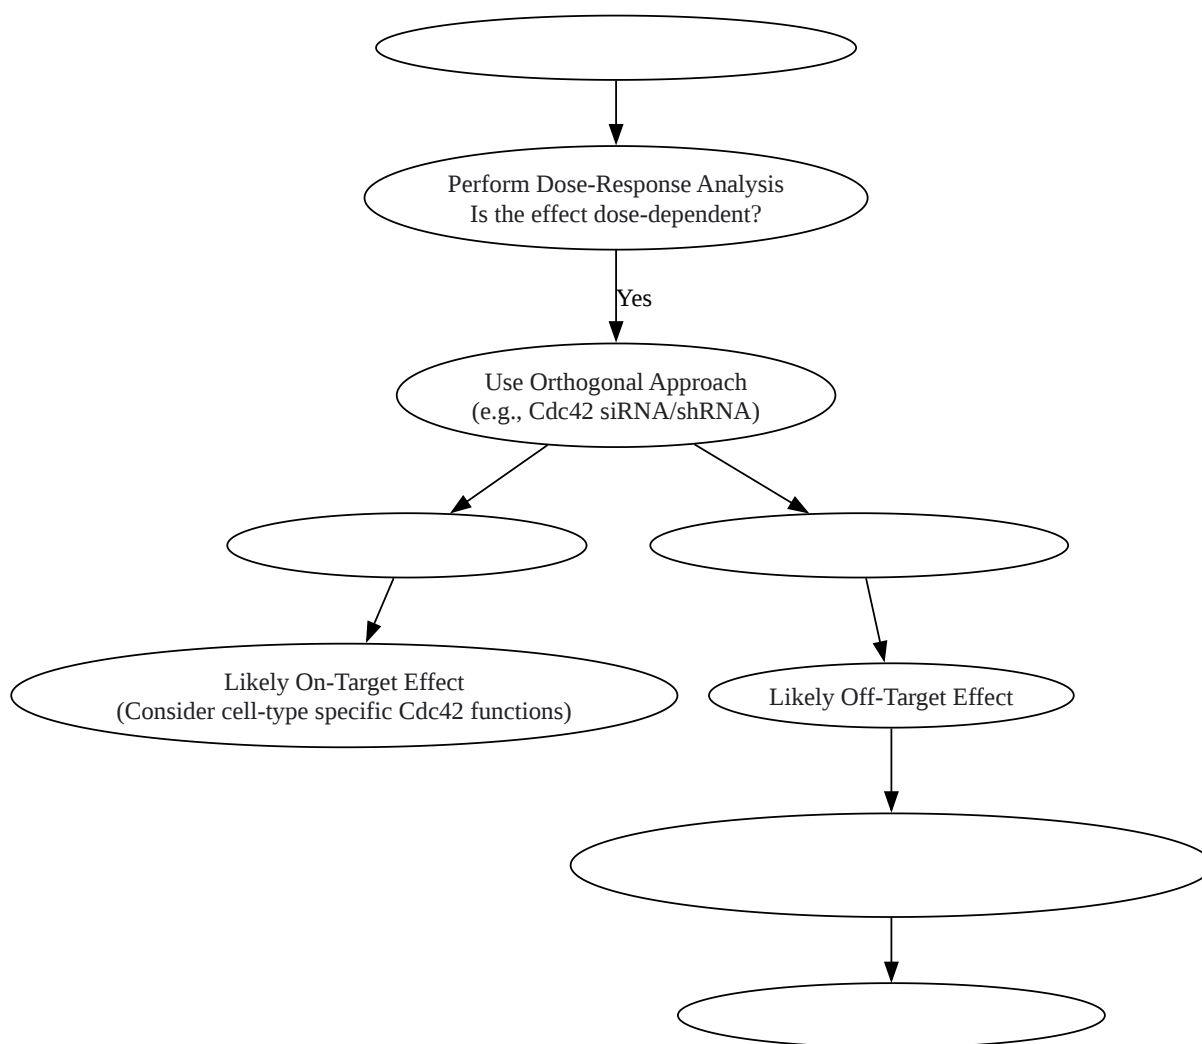 Perform Dose-Response Analysis
Is the effect dose-dependent?
Yes
Use Orthogonal Approach
(e.g., Cdc42 siRNA/shRNA)
Likely On-Target Effect
(Consider cell-type specific Cdc42 functions)
Likely Off-Target Effect